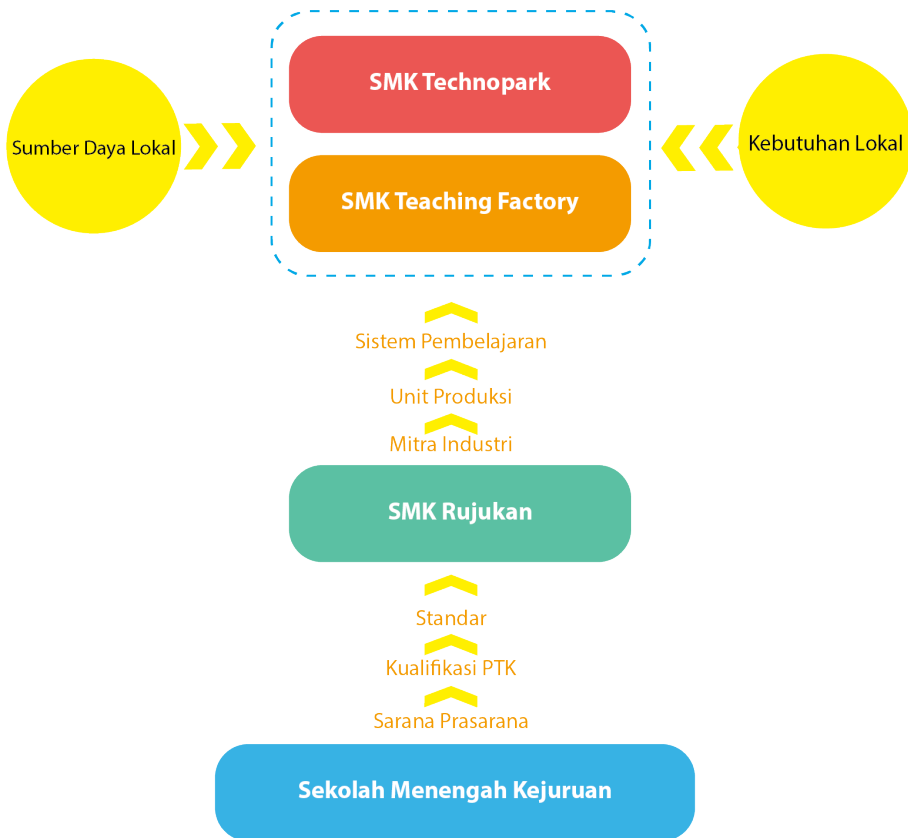 SMK Technopark
Sumber Daya Lokal
Kebutuhan Lokal
SMK Teaching Factory
Sistem Pembelajaran
Unit Produksi
Mitra Industri
SMK Rujukan
Standar
Kualifikasi PTK
Sarana Prasarana
Sekolah Menengah Kejuruan